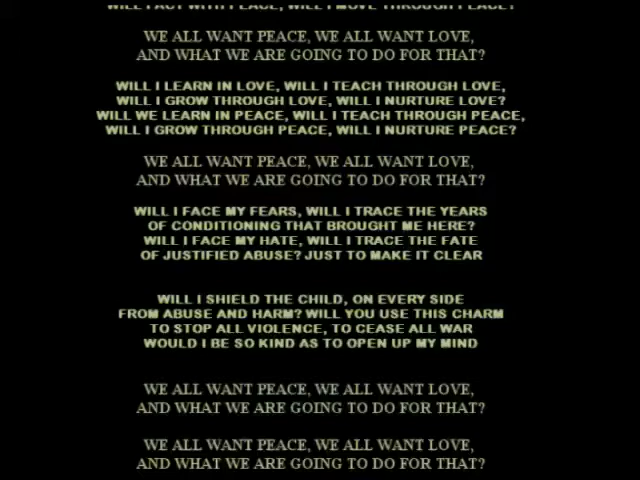 WILL I ACT WITH PEACE, WILL I MOVE THROUGH PEACE?
WE ALL WANT PEACE, WE ALL WANT LOVE,
AND WHAT WE ARE GOING TO DO FOR THAT?
WILL I LEARN IN LOVE, WILL I TEACH THROUGH LOVE,
WILL I GROW THROUGH LOVE, WILL I NURTURE LOVE?
WILL WE LEARN IN PEACE, WILL I TEACH THROUGH PEACE,
WILL I GROW THROUGH PEACE, WILL I NURTURE PEACE?
WE ALL WANT PEACE, WE ALL WANT LOVE,
AND WHAT WE ARE GOING TO DO FOR THAT?
WILL I FACE MY FEARS, WILL I TRACE THE YEARS
OF CONDITIONING THAT BROUGHT ME HERE?
WILL I FACE MY HATE, WILL I TRACE THE FATE
OF JUSTIFIED ABUSE? JUST TO MAKE IT CLEAR
WILL I SHIELD THE CHILD, ON EVERY SIDE
FROM ABUSE AND HARM? WILL YOU USE THIS CHARM
TO STOP ALL VIOLENCE, TO CEASE ALL WAR
WOULD I BE SO KIND AS TO OPEN UP MY MIND
WE ALL WANT PEACE, WE ALL WANT LOVE,
AND WHAT WE ARE GOING TO DO FOR THAT?
WE ALL WANT PEACE, WE ALL WANT LOVE,
AND WHAT WE ARE GOING TO DO FOR THAT?